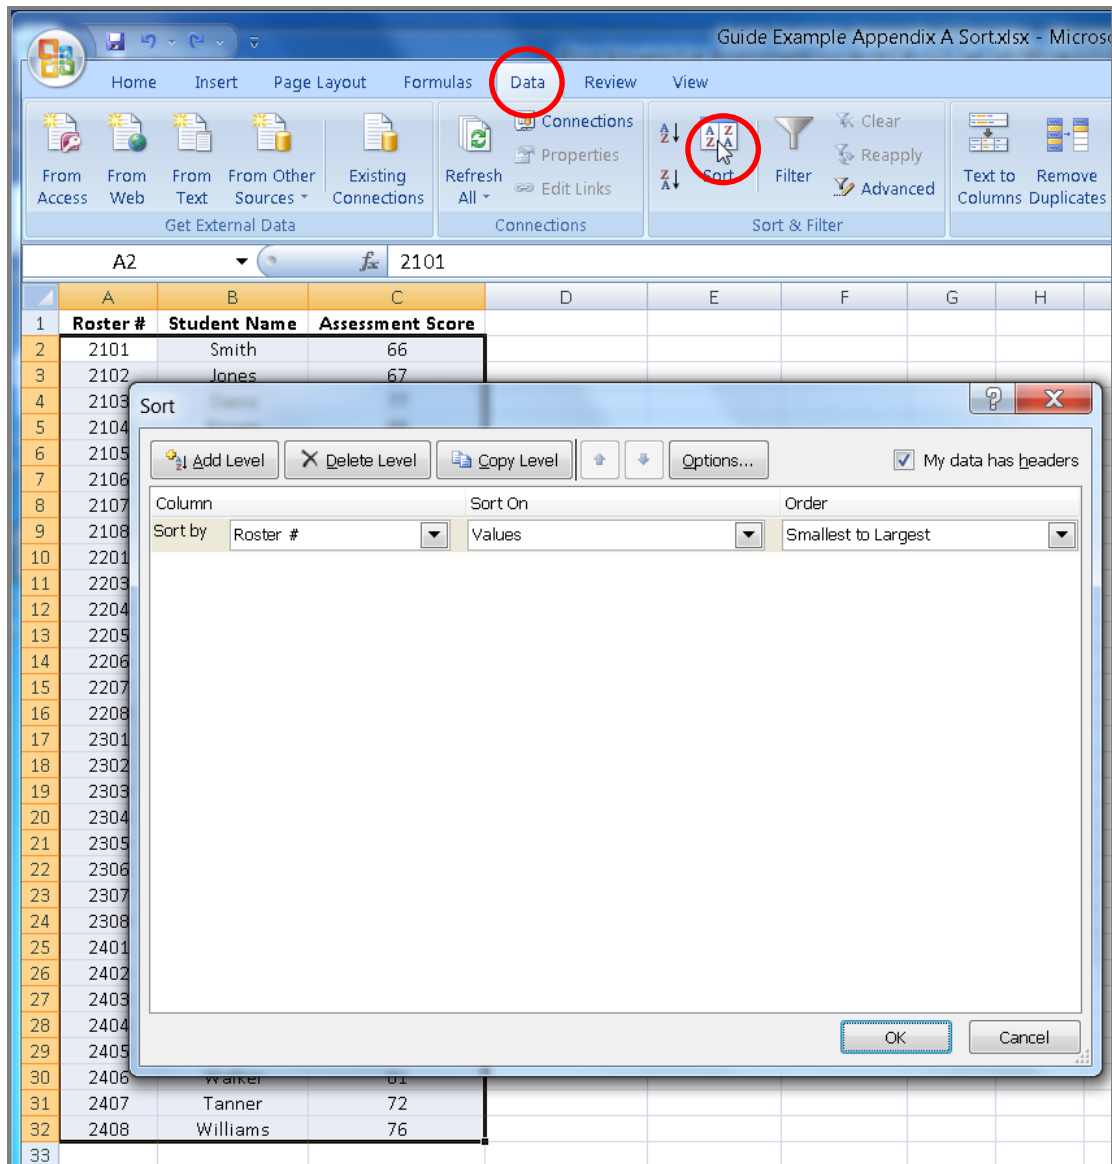 Guide Example Appendix A Sort.xlsx - Microso
Home Insert Page Layout Formulas Data Review View
From Access
From Web
From Text
From Other Sources
Existing Connections
Get External Data
Refresh All
Connections
Properties
Edit Links
Connections
A Z
Z A
A Z Z A
Sort
Filter
Clear
Reapply
Advanced
Sort & Filter
Text to Columns
Remove Duplicates
A2 fx 2101
A B C D E F G H
1 Roster # Student Name Assessment Score
2 2101 Smith 66
3 2102 Jones 67
4 2103
5 2104
6 2105
7 2106
8 2107
9 2108
10 2201
11 2203
12 2204
13 2205
14 2206
15 2207
16 2208
17 2301
18 2302
19 2303
20 2304
21 2305
22 2306
23 2307
24 2308
25 2401
26 2402
27 2403
28 2404
29 2405
30 2406 Walker 81
31 2407 Tanner 72
32 2408 Williams 76
33
Sort ? X
Add Level Delete Level Copy Level Options... My data has headers
Column Sort On Order
Sort by Roster # Values Smallest to Largest
OK Cancel